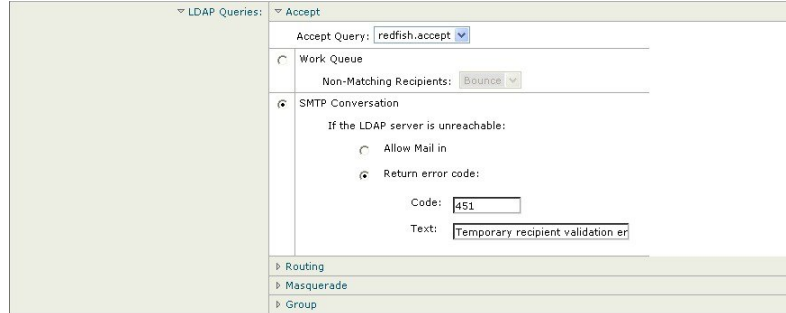 LDAP Queries:
Accept
Accept Query: redfish.accept
Work Queue
Non-Matching Recipients: Bounce
SMTP Conversation
If the LDAP server is unreachable:
Allow Mail in
Return error code:
Code: 451
Text: Temporary recipient validation er
Routing
Masquerade
Group